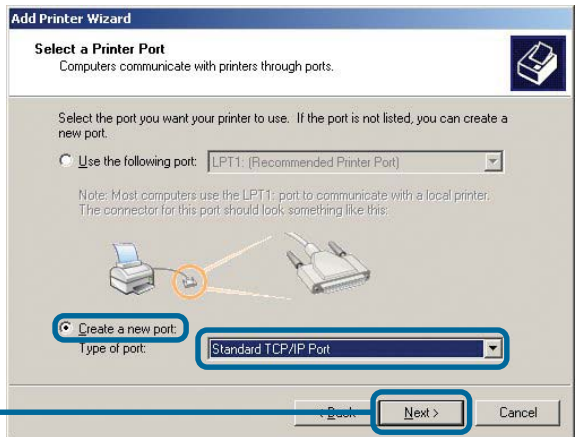 Add Printer Wizard
Select a Printer Port
Computers communicate with printers through ports.
Select the port you want your printer to use. If the port is not listed, you can create a
new port.
Use the following port: LPT1: (Recommended Printer Port)
Note: Most computers use the LPT1: port to communicate with a local printer.
The connector for this port should look something like this:
Create a new port:
Type of port: Standard TCP/IP Port
< Back Next > Cancel